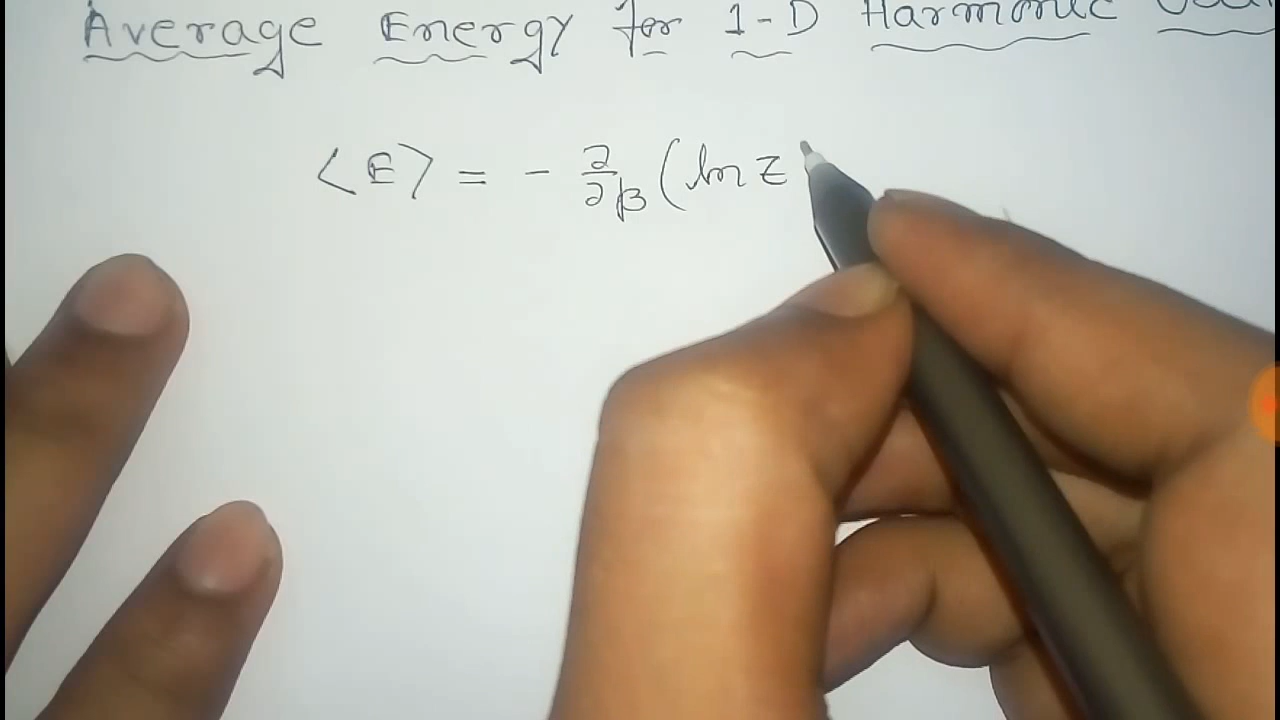 Average Energy for 1-D Harmonic
<E> = - ∂/∂β (ln Z